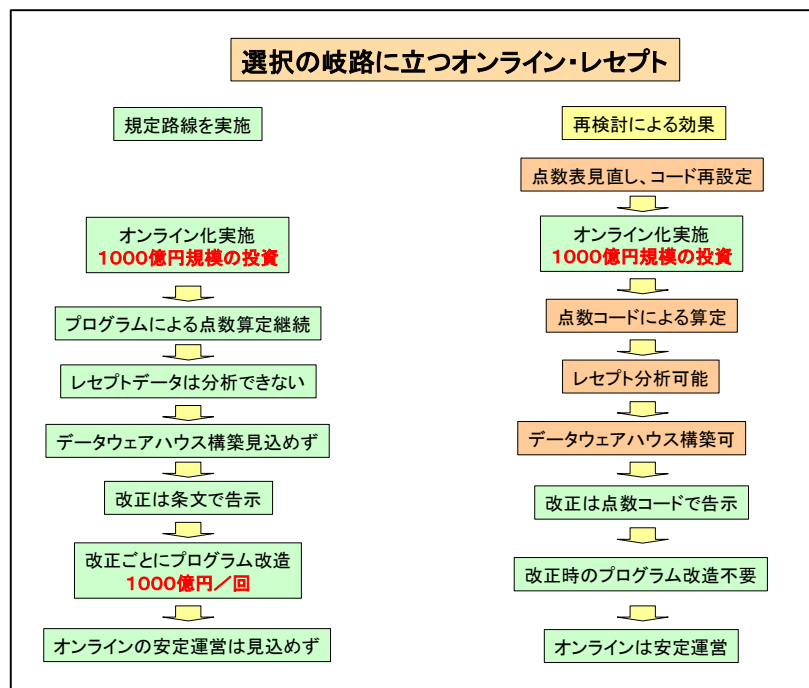 選択の岐路に立つオンライン・レセプト
規定路線を実施
オンライン化実施
1000億円規模の投資
プログラムによる点数算定継続
レセプトデータは分析できない
データウェアハウス構築見込めず
改正は条文で告示
改正ごとにプログラム改造
1000億円／回
オンラインの安定運営は見込めず
再検討による効果
点数表見直し、コード再設定
オンライン化実施
1000億円規模の投資
点数コードによる算定
レセプト分析可能
データウェアハウス構築可
改正は点数コードで告示
改正時のプログラム改造不要
オンラインは安定運営